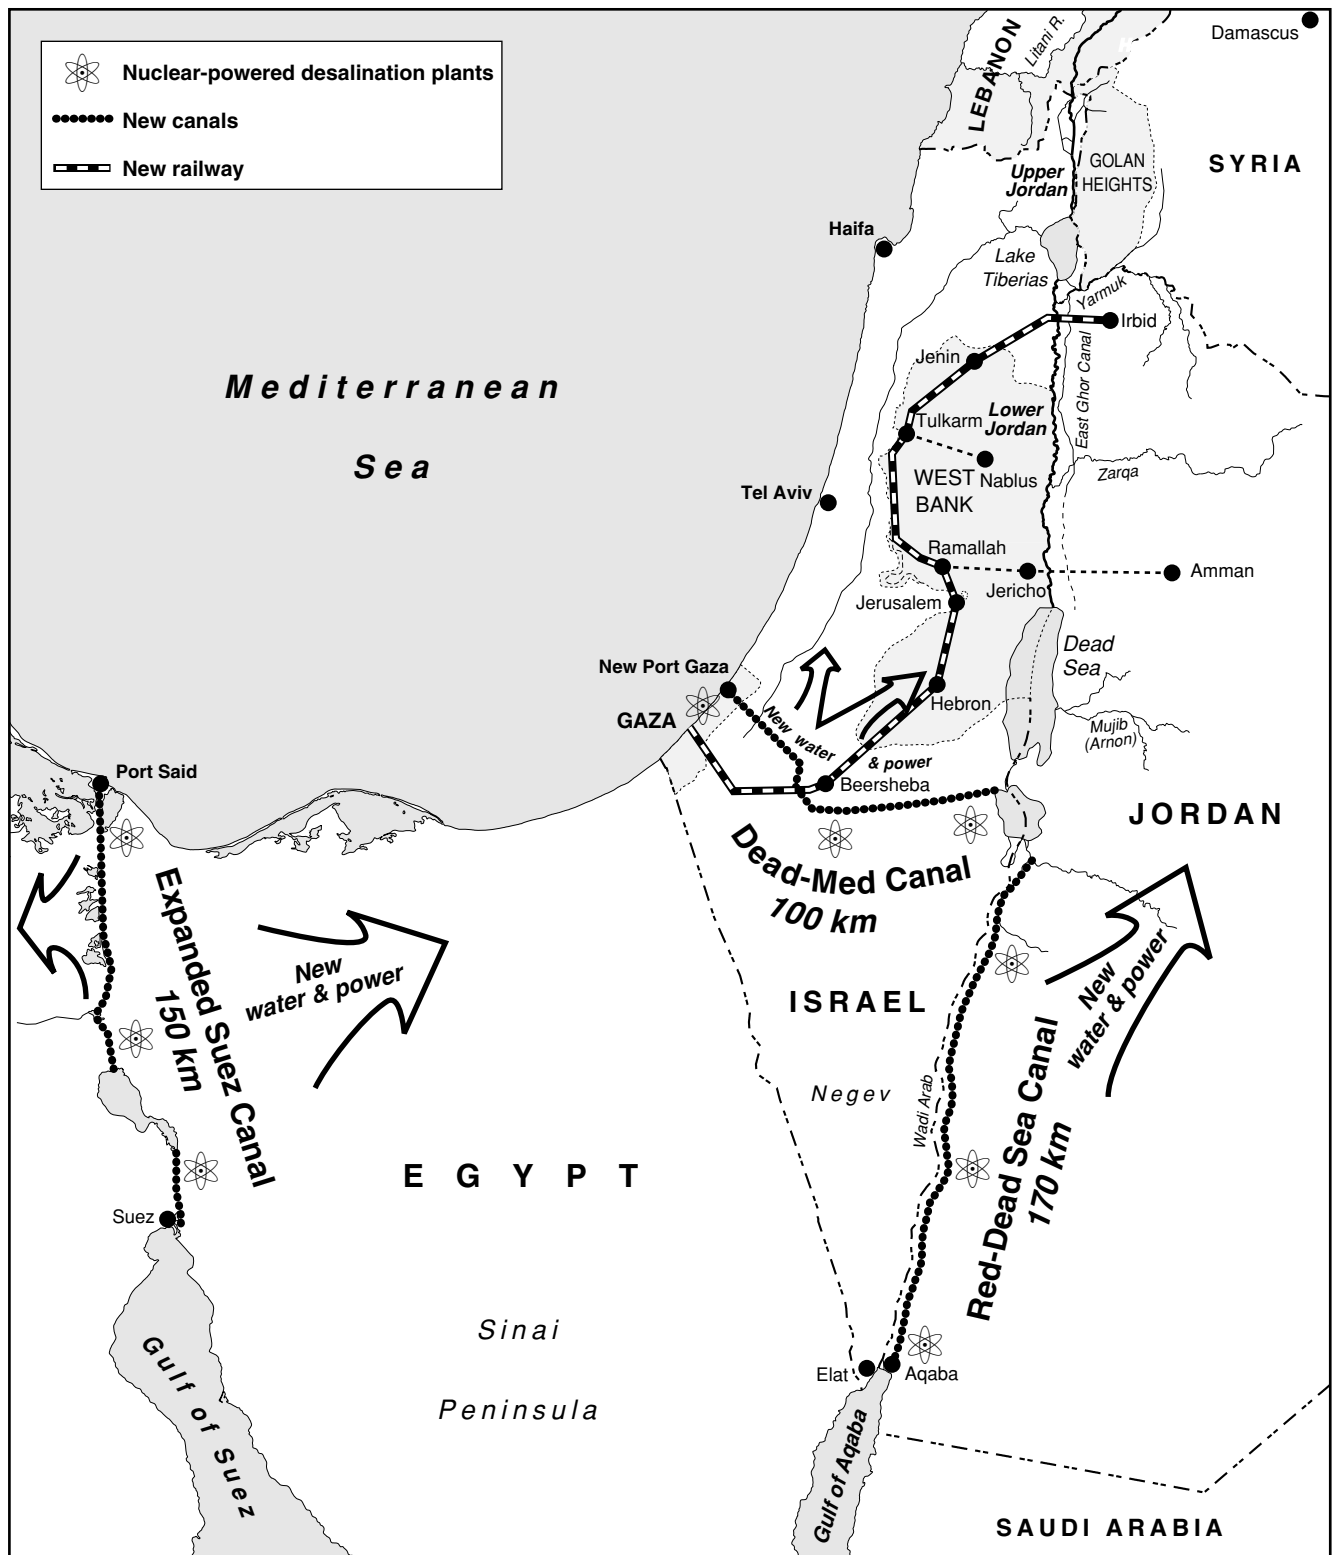 Nuclear-powered desalination plants
New canals
New railway
Damascus
LEBANON
Litani R.
SYRIA
GOLAN
HEIGHTS
Upper
Jordan
Haifa
Lake
Tiberias
Yarmuk
Irbid
Jenin
East Ghor Canal
Mediterranean
Sea
Tulkarm
Lower
Jordan
WEST
BANK
Nablus
Zarqa
Tel Aviv
Ramallah
Jericho
Amman
Jerusalem
Dead
Sea
New Port Gaza
GAZA
Hebron
Mujib
(Arnon)
New water
& power
Beersheba
Port Said
JORDAN
Dead-Med Canal
100 km
Expanded Suez Canal
150 km
New
water & power
New
water & power
ISRAEL
Negev
Wadi Arab
Red-Dead Sea Canal
170 km
EGYPT
Suez
Sinai
Peninsula
Gulf of Suez
Elat
Aqaba
Gulf of Aqaba
SAUDI ARABIA